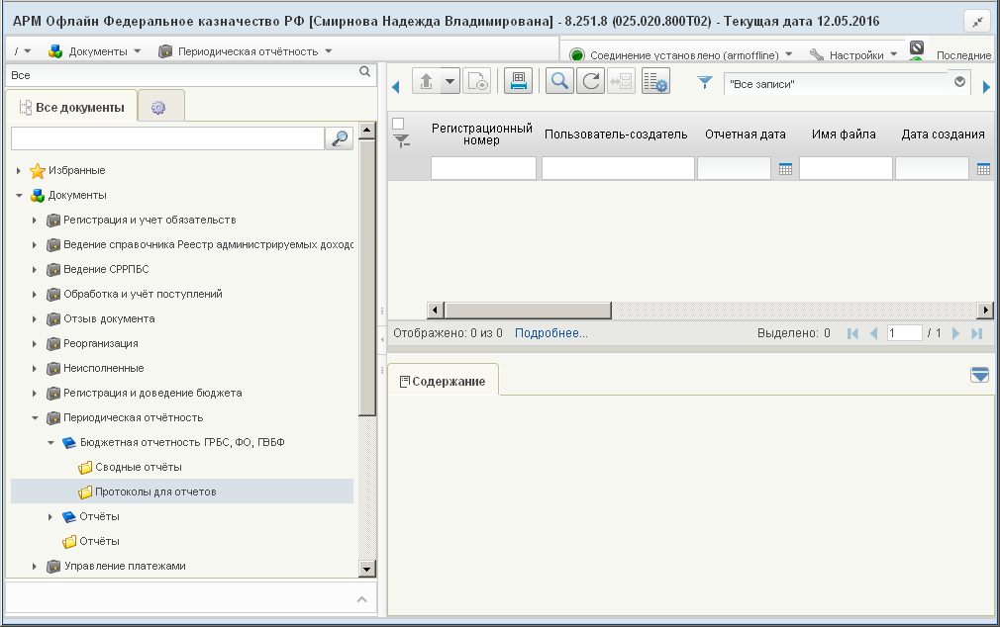 АРМ Офлайн Федеральное казначество РФ [Смирнова Надежда Владимирована] - 8.251.8 (025.020.800T02) - Текущая дата 12.05.2016
/ Документы Периодическая отчётность
Соединение установлено (armoffline) Настройки Последние
Все
"Все записи"
Все документы
Регистрационный номер Пользователь-создатель Отчетная дата Имя файла Дата создания
Избранные
Документы
Регистрация и учет обязательств
Ведение справочника Реестр администрируемых доходо
Ведение СРРПБС
Обработка и учёт поступлений
Отзыв документа
Реорганизация
Неисполненные
Регистрация и доведение бюджета
Периодическая отчётность
Бюджетная отчетность ГРБС, ФО, ГВБФ
Сводные отчёты
Протоколы для отчетов
Отчёты
Отчёты
Управление платежами
Отображено: 0 из 0 Подробнее... Выделено: 0 1 / 1
Содержание